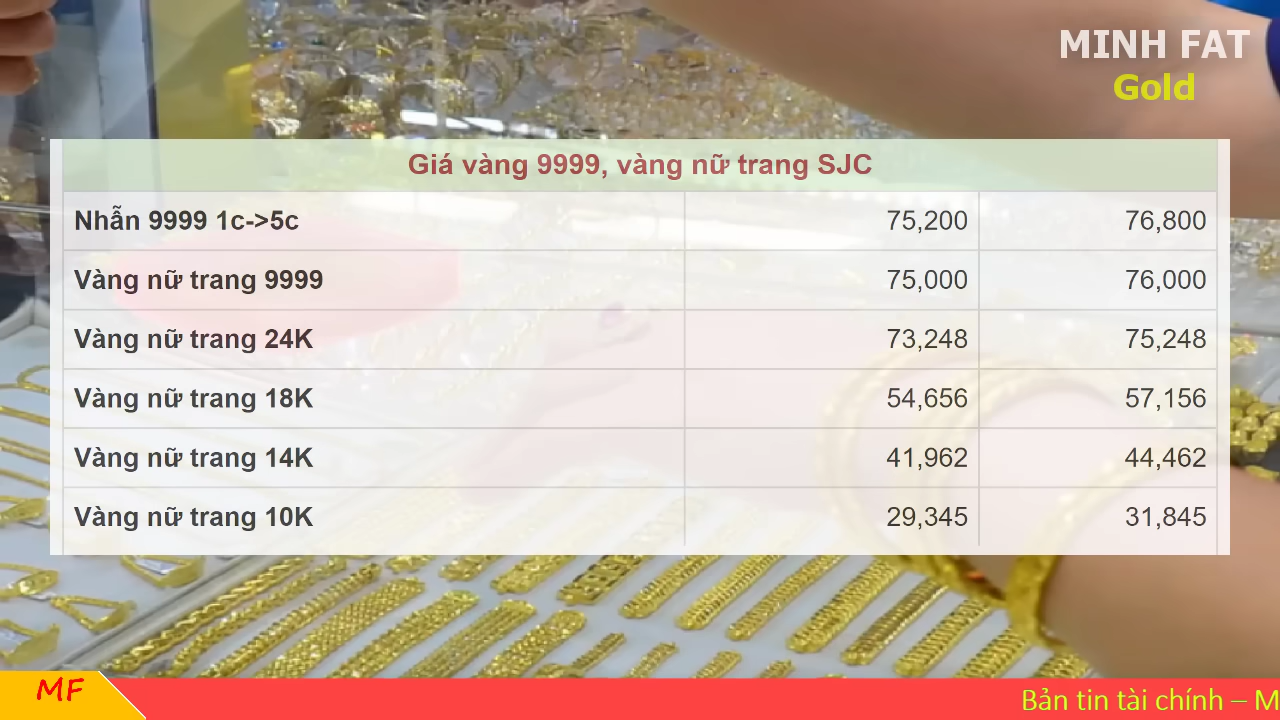 MINH FAT
Gold
Giá vàng 9999, vàng nữ trang SJC
Nhẫn 9999 1c->5c 75,200 76,800
Vàng nữ trang 9999 75,000 76,000
Vàng nữ trang 24K 73,248 75,248
Vàng nữ trang 18K 54,656 57,156
Vàng nữ trang 14K 41,962 44,462
Vàng nữ trang 10K 29,345 31,845
MF
Bản tin tài chính – M